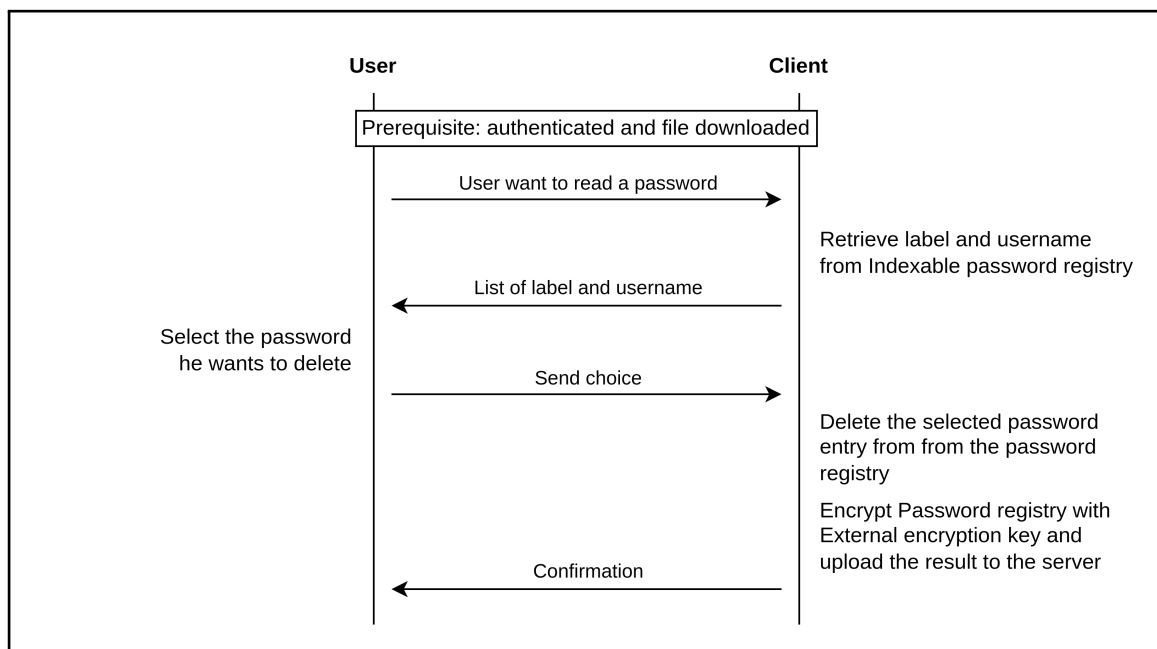 User
Client
Prerequisite: authenticated and file downloaded
User want to read a password
Retrieve label and username
from Indexable password registry
List of label and username
Select the password
he wants to delete
Send choice
Delete the selected password
entry from from the password
registry
Encrypt Password registry with
External encryption key and
upload the result to the server
Confirmation